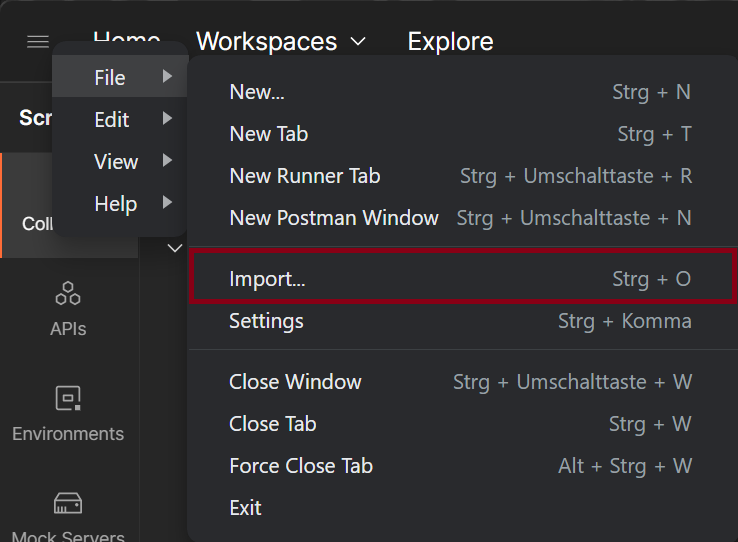 Home Workspaces Explore
File
Edit
View
Help
New... Strg + N
New Tab Strg + T
New Runner Tab Strg + Umschalttaste + R
New Postman Window Strg + Umschalttaste + N
Import... Strg + O
Settings Strg + Komma
Close Window Strg + Umschalttaste + W
Close Tab Strg + W
Force Close Tab Alt + Strg + W
Exit
Scr
Coll
APIs
Environments
Mock Servers